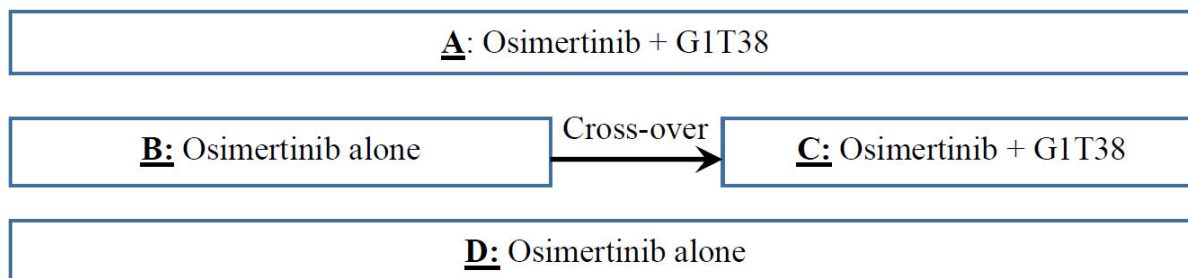 A: Osimertinib + G1T38
B: Osimertinib alone
Cross-over
C: Osimertinib + G1T38
D: Osimertinib alone